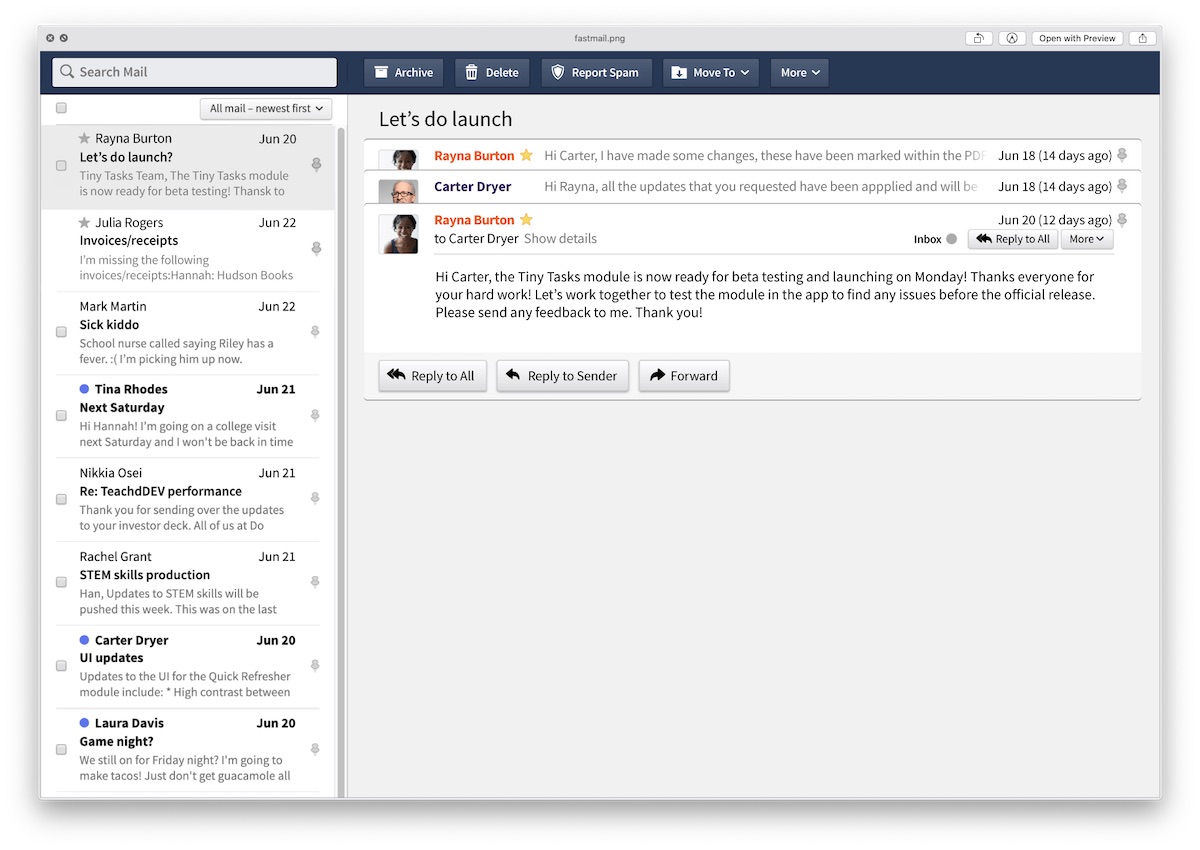 fastmail.png
Open with Preview
Search Mail
Archive
Delete
Report Spam
Move To
More
All mail – newest first
Rayna Burton Jun 20
Let's do launch?
Tiny Tasks Team, The Tiny Tasks module
is now ready for beta testing! Thansk to
Julia Rogers Jun 22
Invoices/receipts
I'm missing the following
invoices/receipts:Hannah: Hudson Books
Mark Martin Jun 22
Sick kiddo
School nurse called saying Riley has a
fever. :( I'm picking him up now.
Tina Rhodes Jun 21
Next Saturday
Hi Hannah! I'm going on a college visit
next Saturday and I won't be back in time
Nikkia Osei Jun 21
Re: TeachdDEV performance
Thank you for sending over the updates
to your investor deck. All of us at Do
Rachel Grant Jun 21
STEM skills production
Han, Updates to STEM skills will be
pushed this week. This was on the last
Carter Dryer Jun 20
UI updates
Updates to the UI for the Quick Refresher
module include: * High contrast between
Laura Davis Jun 20
Game night?
We still on for Friday night? I'm going to
make tacos! Just don't get guacamole all
Let's do launch
Rayna Burton Hi Carter, I have made some changes, these have been marked within the PDF Jun 18 (14 days ago)
Carter Dryer Hi Rayna, all the updates that you requested have been appplied and will be Jun 18 (14 days ago)
Rayna Burton Jun 20 (12 days ago)
to Carter Dryer Show details Inbox Reply to All More
Hi Carter, the Tiny Tasks module is now ready for beta testing and launching on Monday! Thanks everyone for
your hard work! Let's work together to test the module in the app to find any issues before the official release.
Please send any feedback to me. Thank you!
Reply to All
Reply to Sender
Forward